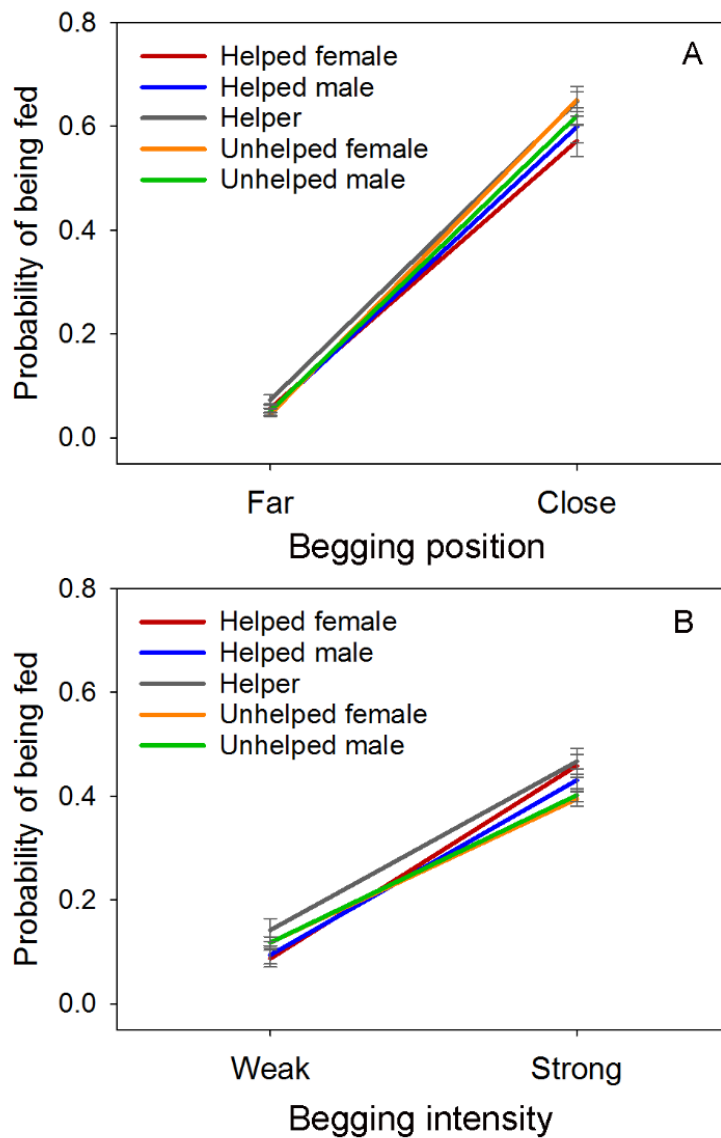 0.8
A
Helped female
Helped male
Helper
Unhelped female
Unhelped male
0.6
0.4
0.2
0.0
Probability of being fed
Far
Close
Begging position
0.8
B
Helped female
Helped male
Helper
Unhelped female
Unhelped male
0.6
0.4
0.2
0.0
Probability of being fed
Weak
Strong
Begging intensity